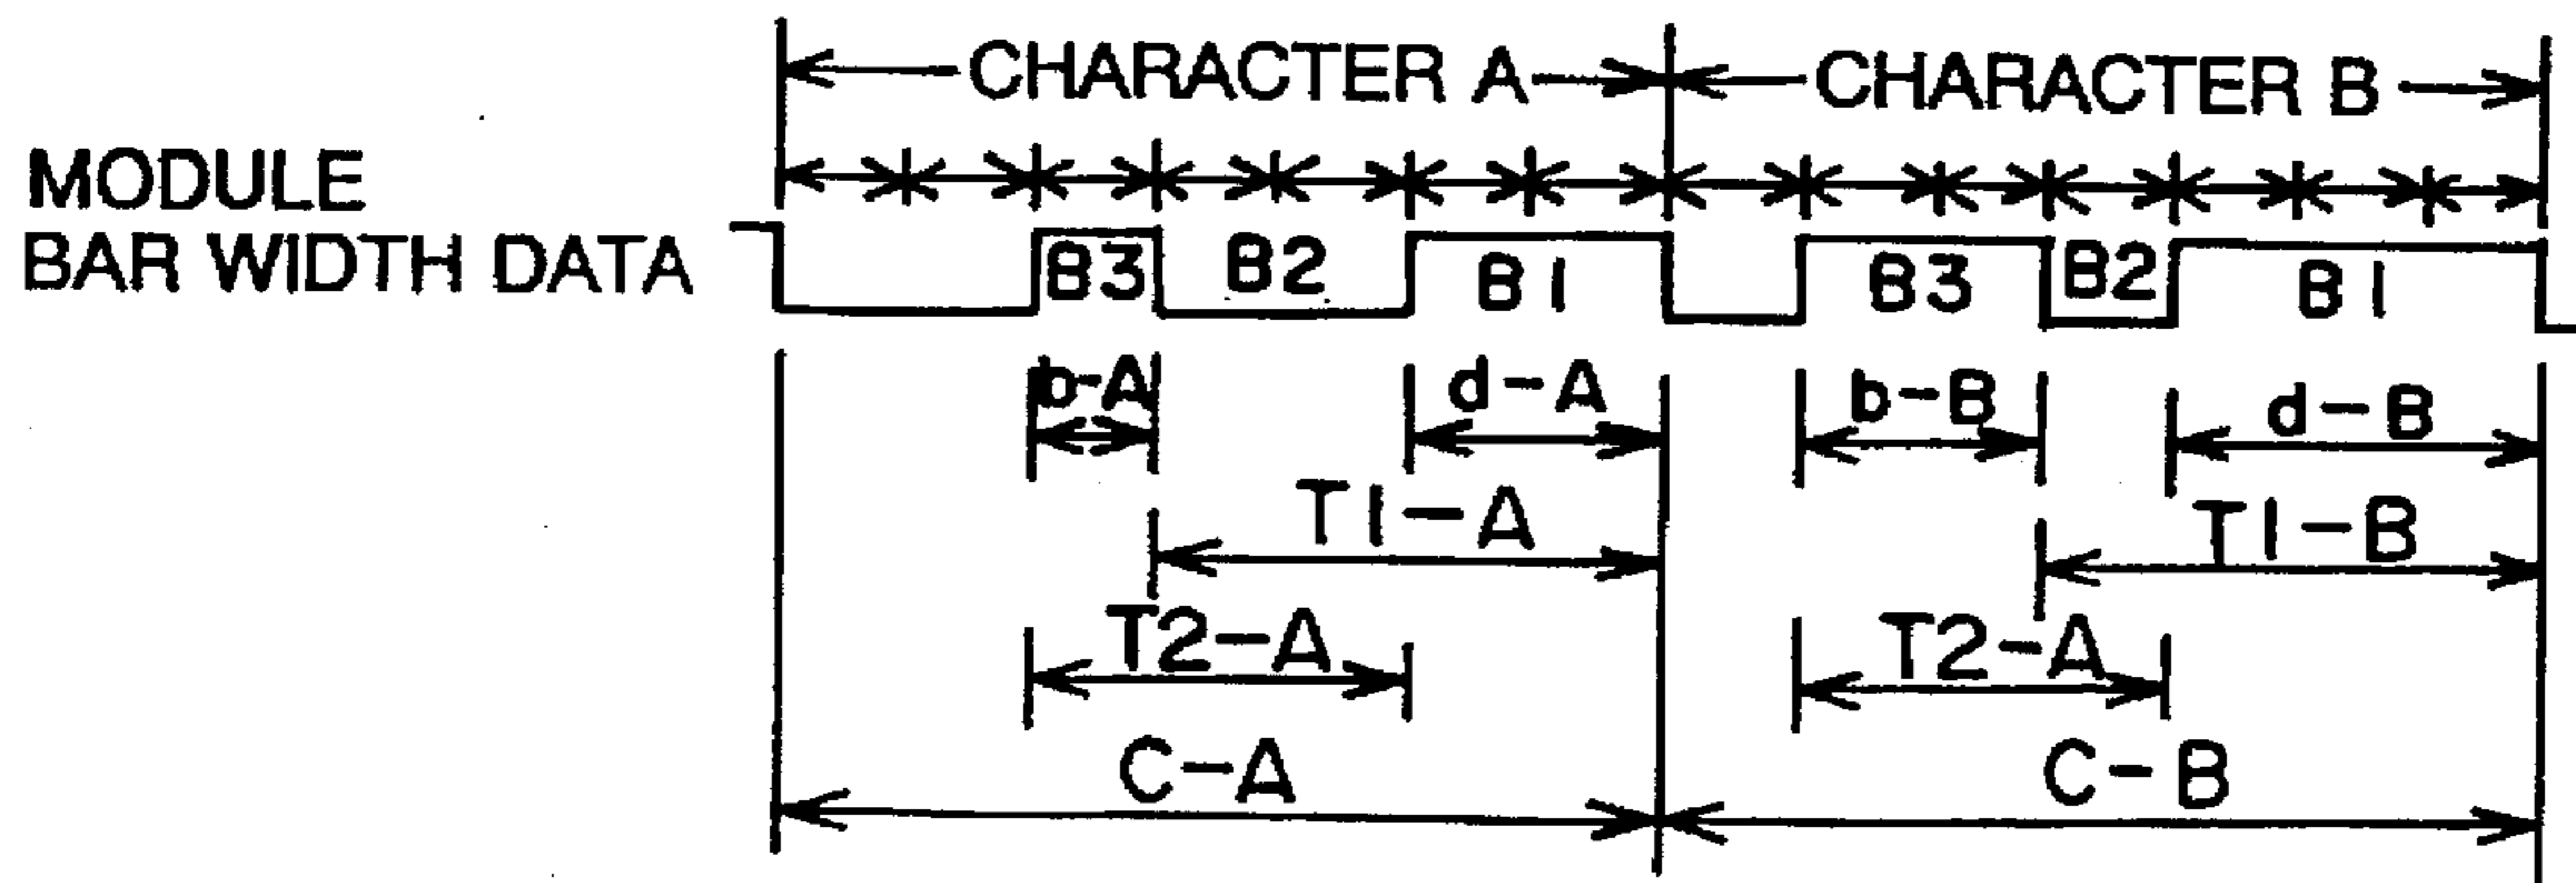 CHARACTER A CHARACTER B
MODULE
BAR WIDTH DATA B3 B2 B1 B3 B2 B1
b-A d-A b-B d-B
T1-A T1-B
T2-A T2-A
C-A C-B